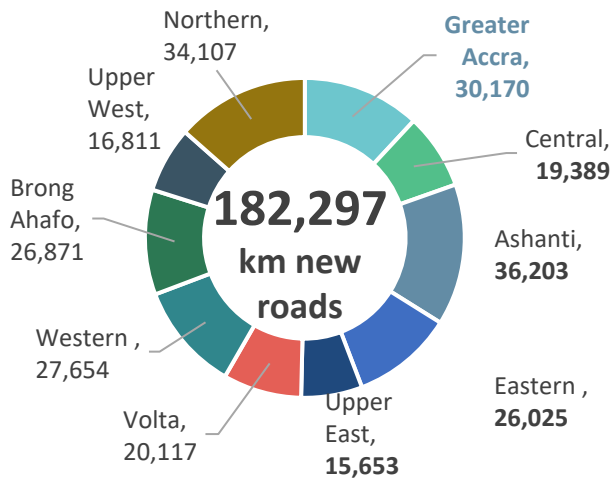 Northern,
34,107
Greater
Accra,
30,170
Upper
West,
16,811
Central,
19,389
Brong
Ahafo,
26,871
182,297
km new
roads
Ashanti,
36,203
Western ,
27,654
Eastern ,
26,025
Volta,
20,117
Upper
East,
15,653